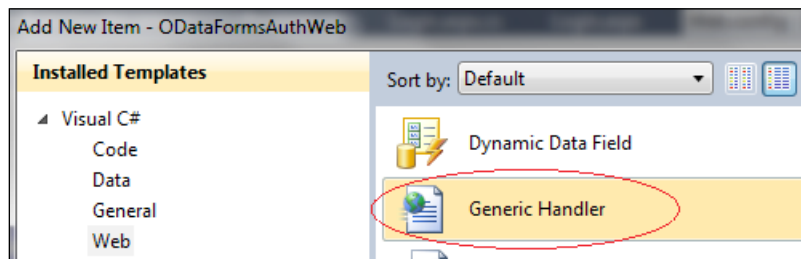 Add New Item - ODataFormsAuthWeb
Installed Templates
Sort by: Default
Visual C#
Code
Data
General
Web
Dynamic Data Field
Generic Handler